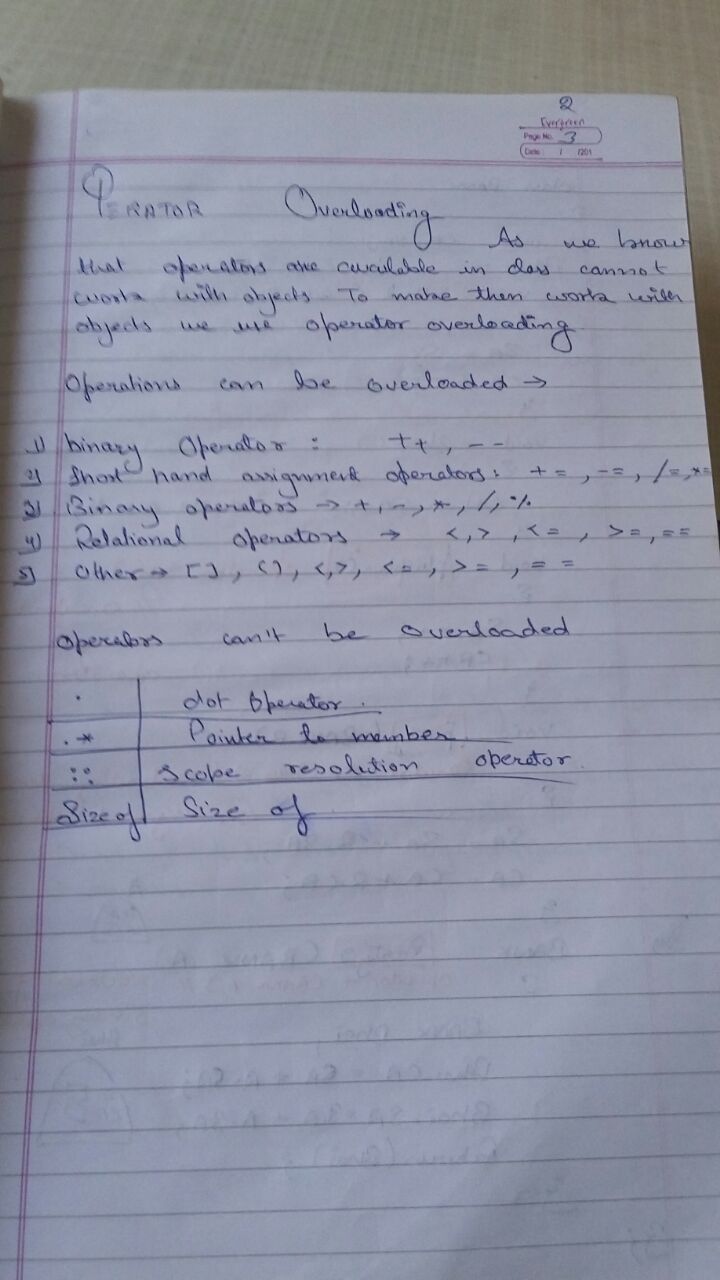 2
Evergreen
Page No. 3
Date: / /201
OPERATOR Overloading
As we know
that operators are available in class cannot
work with objects To make then work with
objects we use operator overloading
Operations can be overloaded →
1) binary Operator : ++, --
2) Short hand assignment operators: +=, -=, /=, *=
3) Binary operators → +, -, *, /, %
4) Relational operators → <, >, <=, >=, ==
5) Other → [], (), <, >, <=, >=, ==
Operators can't be overloaded
. dot operator.
.* Pointer to member
:: Scope resolution operator
Size of Size of